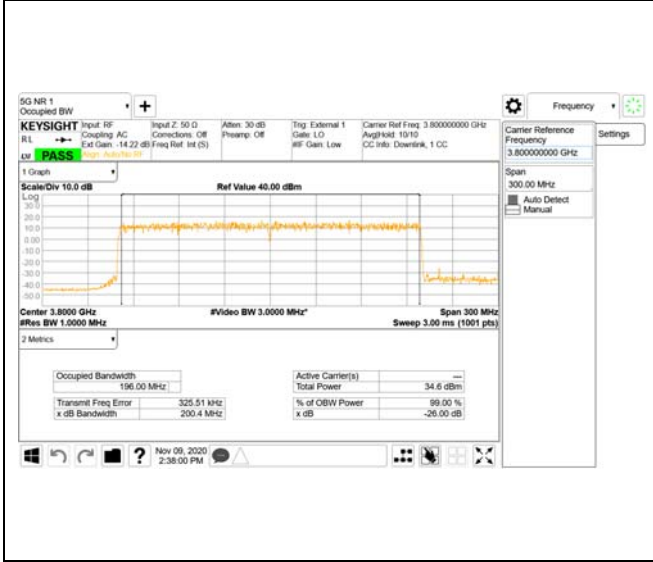 5G NR 1
Occupied BW
Frequency
KEYSIGHT
Input: RF
Input Z: 50 Ω
Atten: 30 dB
Trig: External 1
Carrier Ref Freq: 3.800000000 GHz
R L
Coupling: AC
Corrections: Off
Preamp: Off
Gate: LO
Avg|Hold: 10/10
Ext Gain: -14.22 dB
Freq Ref: Int (S)
#IF Gain: Low
CC Info: Downlink, 1 CC
PASS
Align: Auto/No RF
Carrier Reference
Frequency
3.800000000 GHz
Settings
Span
300.00 MHz
Auto Detect
Manual
1 Graph
Scale/Div 10.0 dB
Ref Value 40.00 dBm
Log
30.0
20.0
10.0
0.00
-10.0
-20.0
-30.0
-40.0
-50.0
Center 3.8000 GHz
#Video BW 3.0000 MHz*
Span 300 MHz
#Res BW 1.0000 MHz
Sweep 3.00 ms (1001 pts)
2 Metrics
Occupied Bandwidth
196.00 MHz
Active Carrier(s)
---
Total Power
34.6 dBm
Transmit Freq Error
325.51 kHz
% of OBW Power
99.00 %
x dB Bandwidth
200.4 MHz
x dB
-26.00 dB
?
Nov 09, 2020
2:38:00 PM